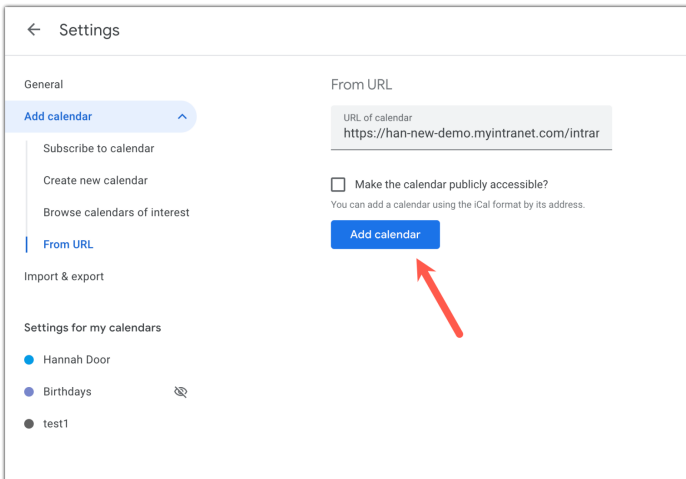 Settings
General
Add calendar
Subscribe to calendar
Create new calendar
Browse calendars of interest
From URL
Import & export
Settings for my calendars
Hannah Door
Birthdays
test1
From URL
URL of calendar
https://han-new-demo.myintranet.com/intrar
Make the calendar publicly accessible?
You can add a calendar using the iCal format by its address.
Add calendar